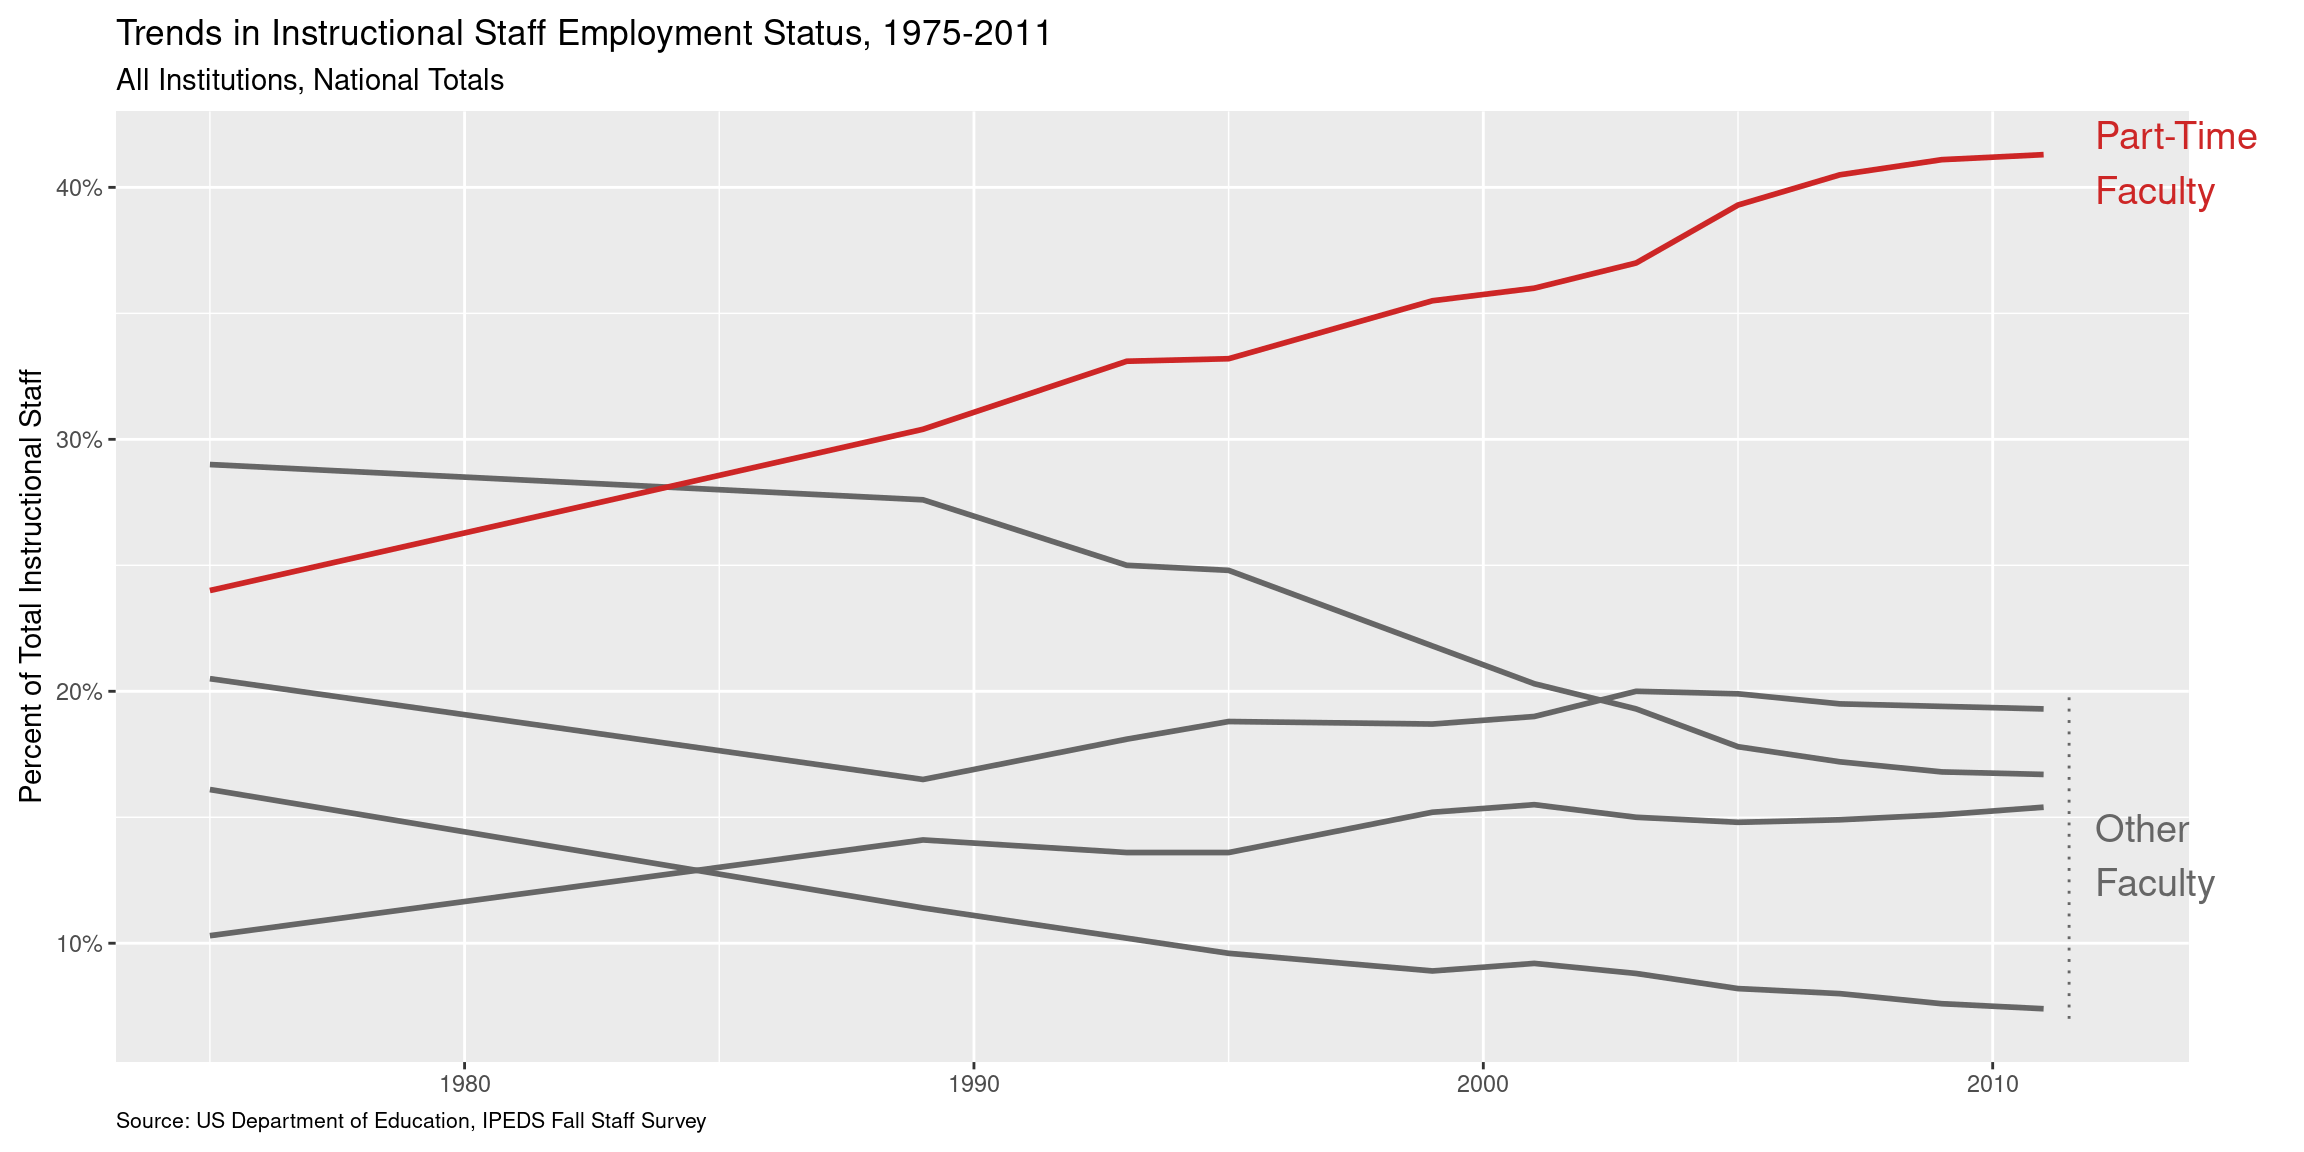 Trends in Instructional Staff Employment Status, 1975-2011
All Institutions, National Totals
Percent of Total Instructional Staff
40%
30%
20%
10%
Part-Time
Faculty
Other
Faculty
1980
1990
2000
2010
Source: US Department of Education, IPEDS Fall Staff Survey